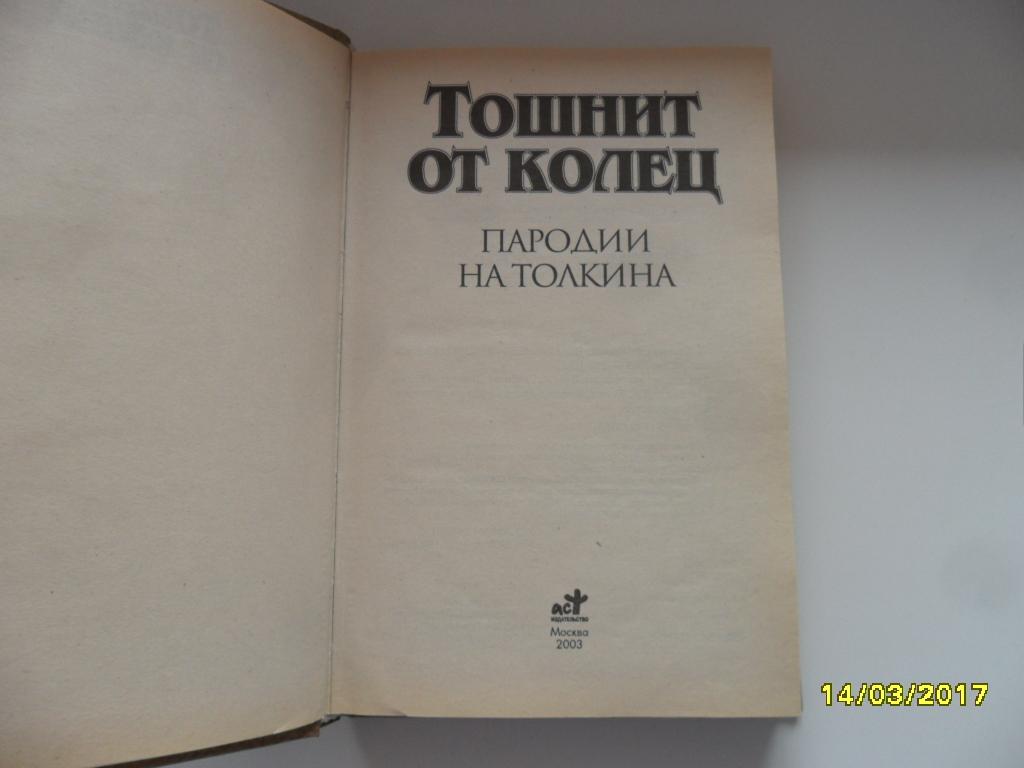 ТОШНИТ
ОТ КОЛЕЦ
ПАРОДИИ
НА ТОЛКИНА
аст
ИЗДАТЕЛЬСТВО
Москва
2003
14/03/2017